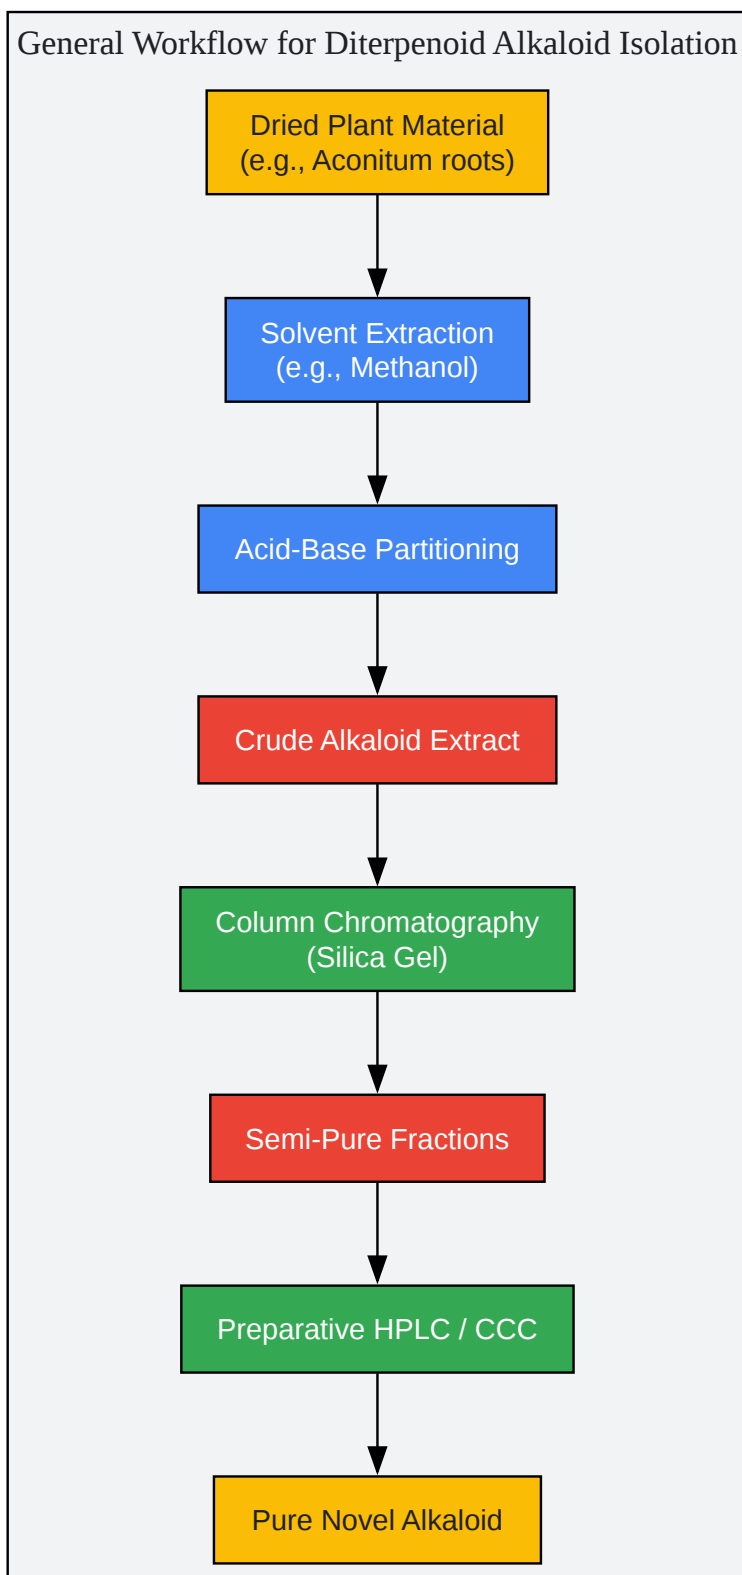 General Workflow for Diterpenoid Alkaloid Isolation
Dried Plant Material
(e.g., Aconitum roots)
Solvent Extraction
(e.g., Methanol)
Acid-Base Partitioning
Crude Alkaloid Extract
Column Chromatography
(Silica Gel)
Semi-Pure Fractions
Preparative HPLC / CCC
Pure Novel Alkaloid